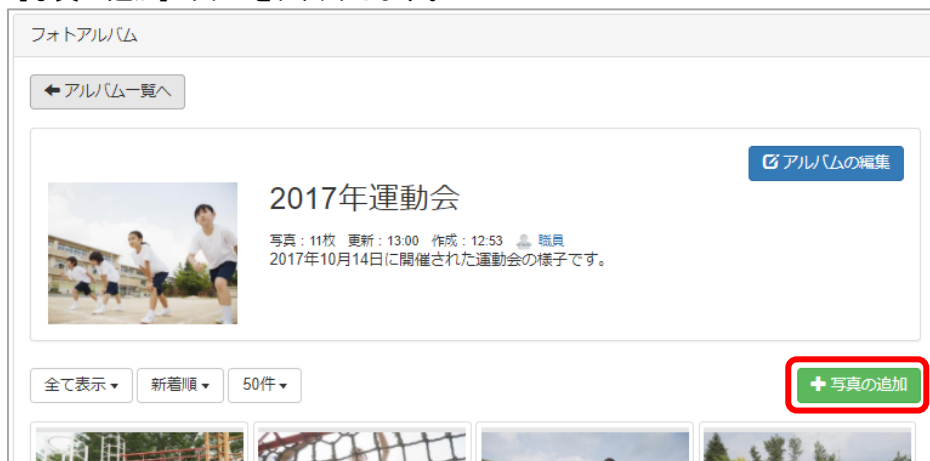 フォトアルバム
アルバム一覧へ
アルバムの編集
2017年運動会
写真：11枚 更新：13:00 作成：12:53 職員
2017年10月14日に開催された運動会の様子です。
全て表示 新着順 50件
写真の追加